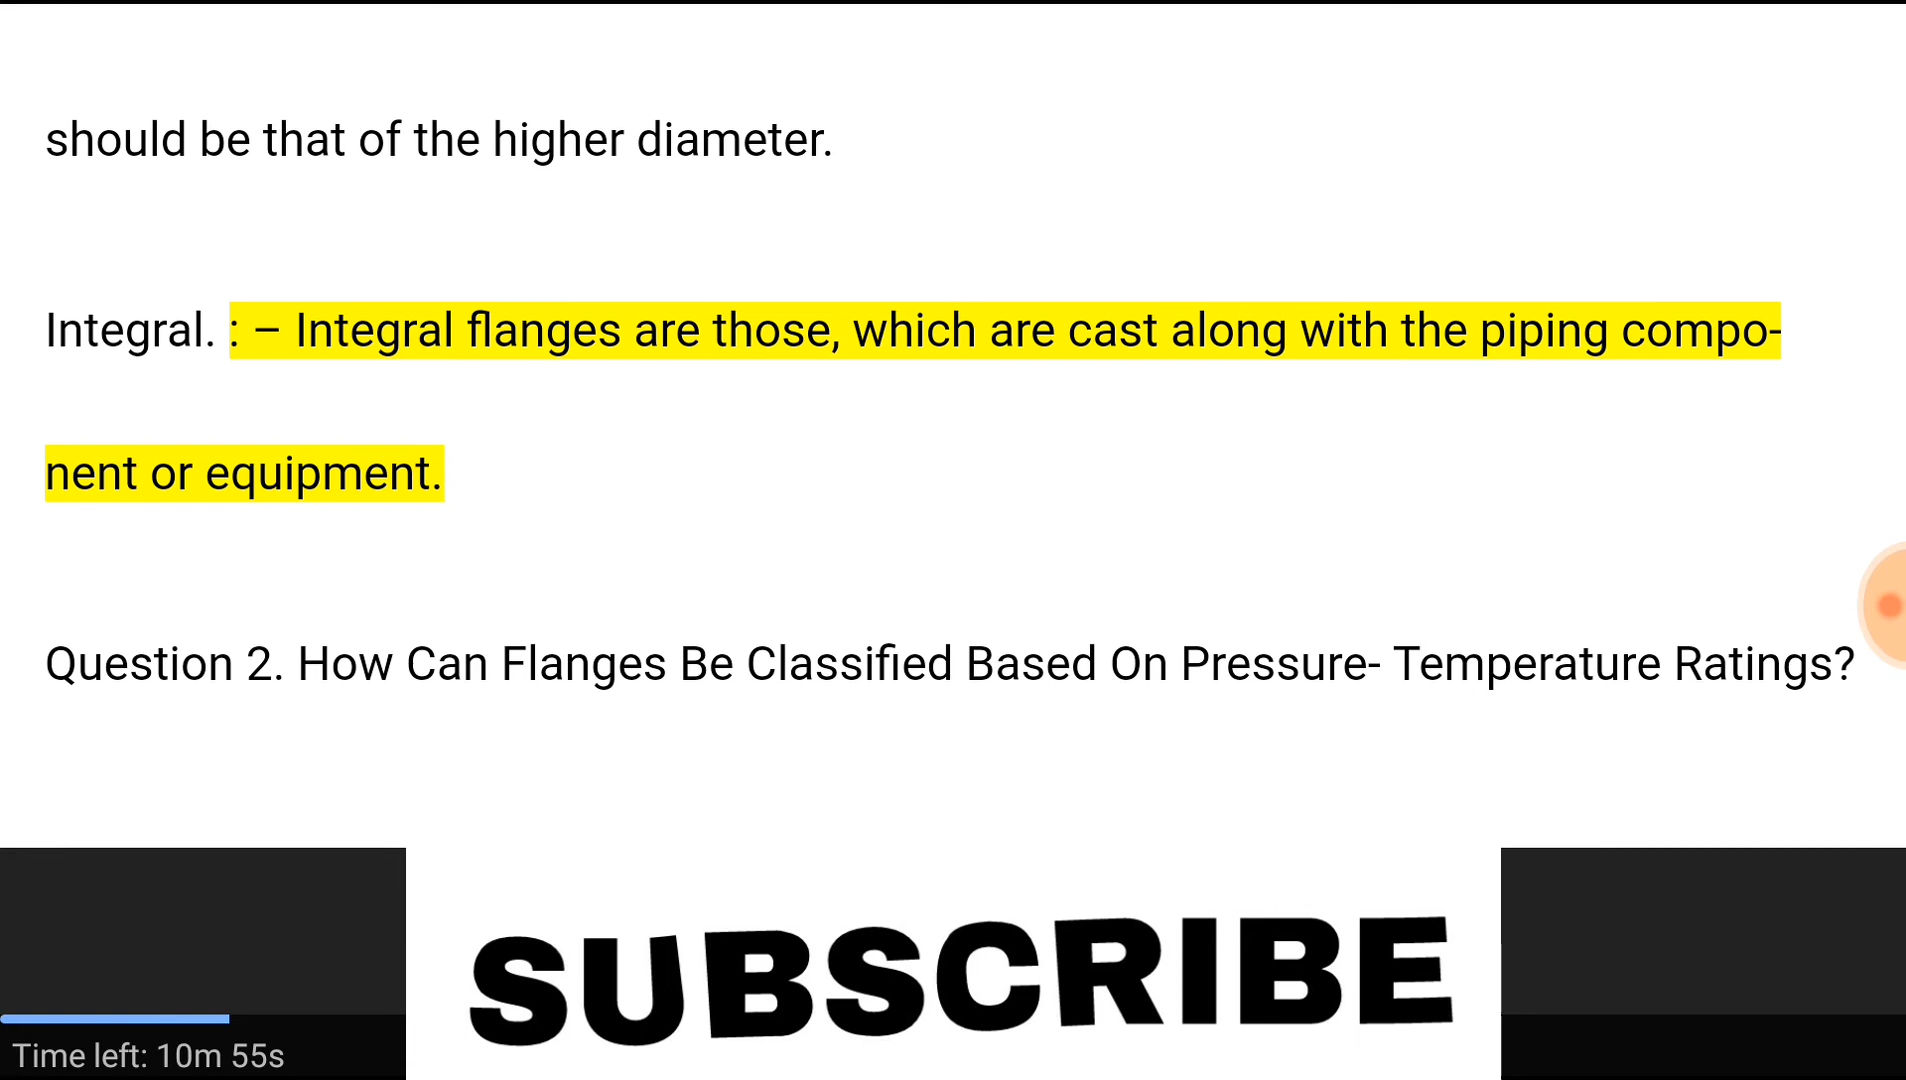 should be that of the higher diameter.
Integral. : – Integral flanges are those, which are cast along with the piping compo-
nent or equipment.
Question 2. How Can Flanges Be Classified Based On Pressure- Temperature Ratings?
SUBSCRIBE
Time left: 10m 55s